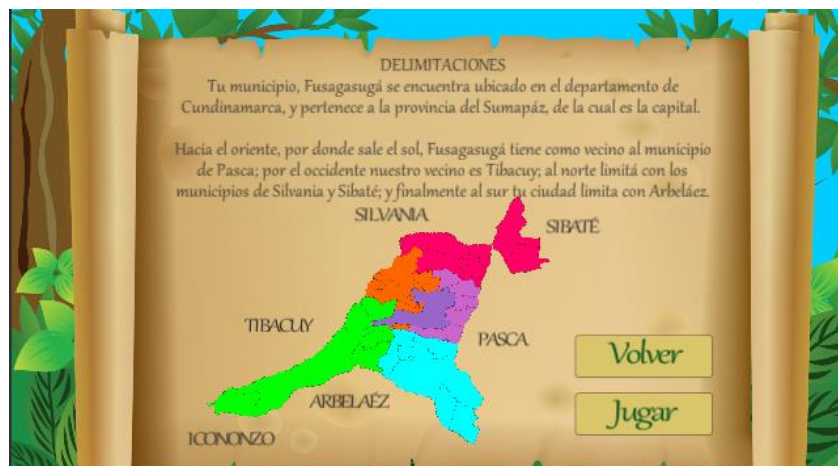 DELIMITACIONES
Tu municipio, Fusagasugá se encuentra ubicado en el departamento de
Cundinamarca, y pertenece a la provincia del Sumapáz, de la cual es la capital.
Hacia el oriente, por donde sale el sol, Fusagasugá tiene como vecino al municipio
de Pasca; por el occidente nuestro vecino es Tibacuy; al norte limitá con los
municipios de Silvania y Sibaté; y finalmente al sur tu ciudad limita con Arbeláez.
SILVANIA
SIBATÉ
TIBACUY
PASCA
Volver
ARBELAÉZ
Jugar
ICONONZO